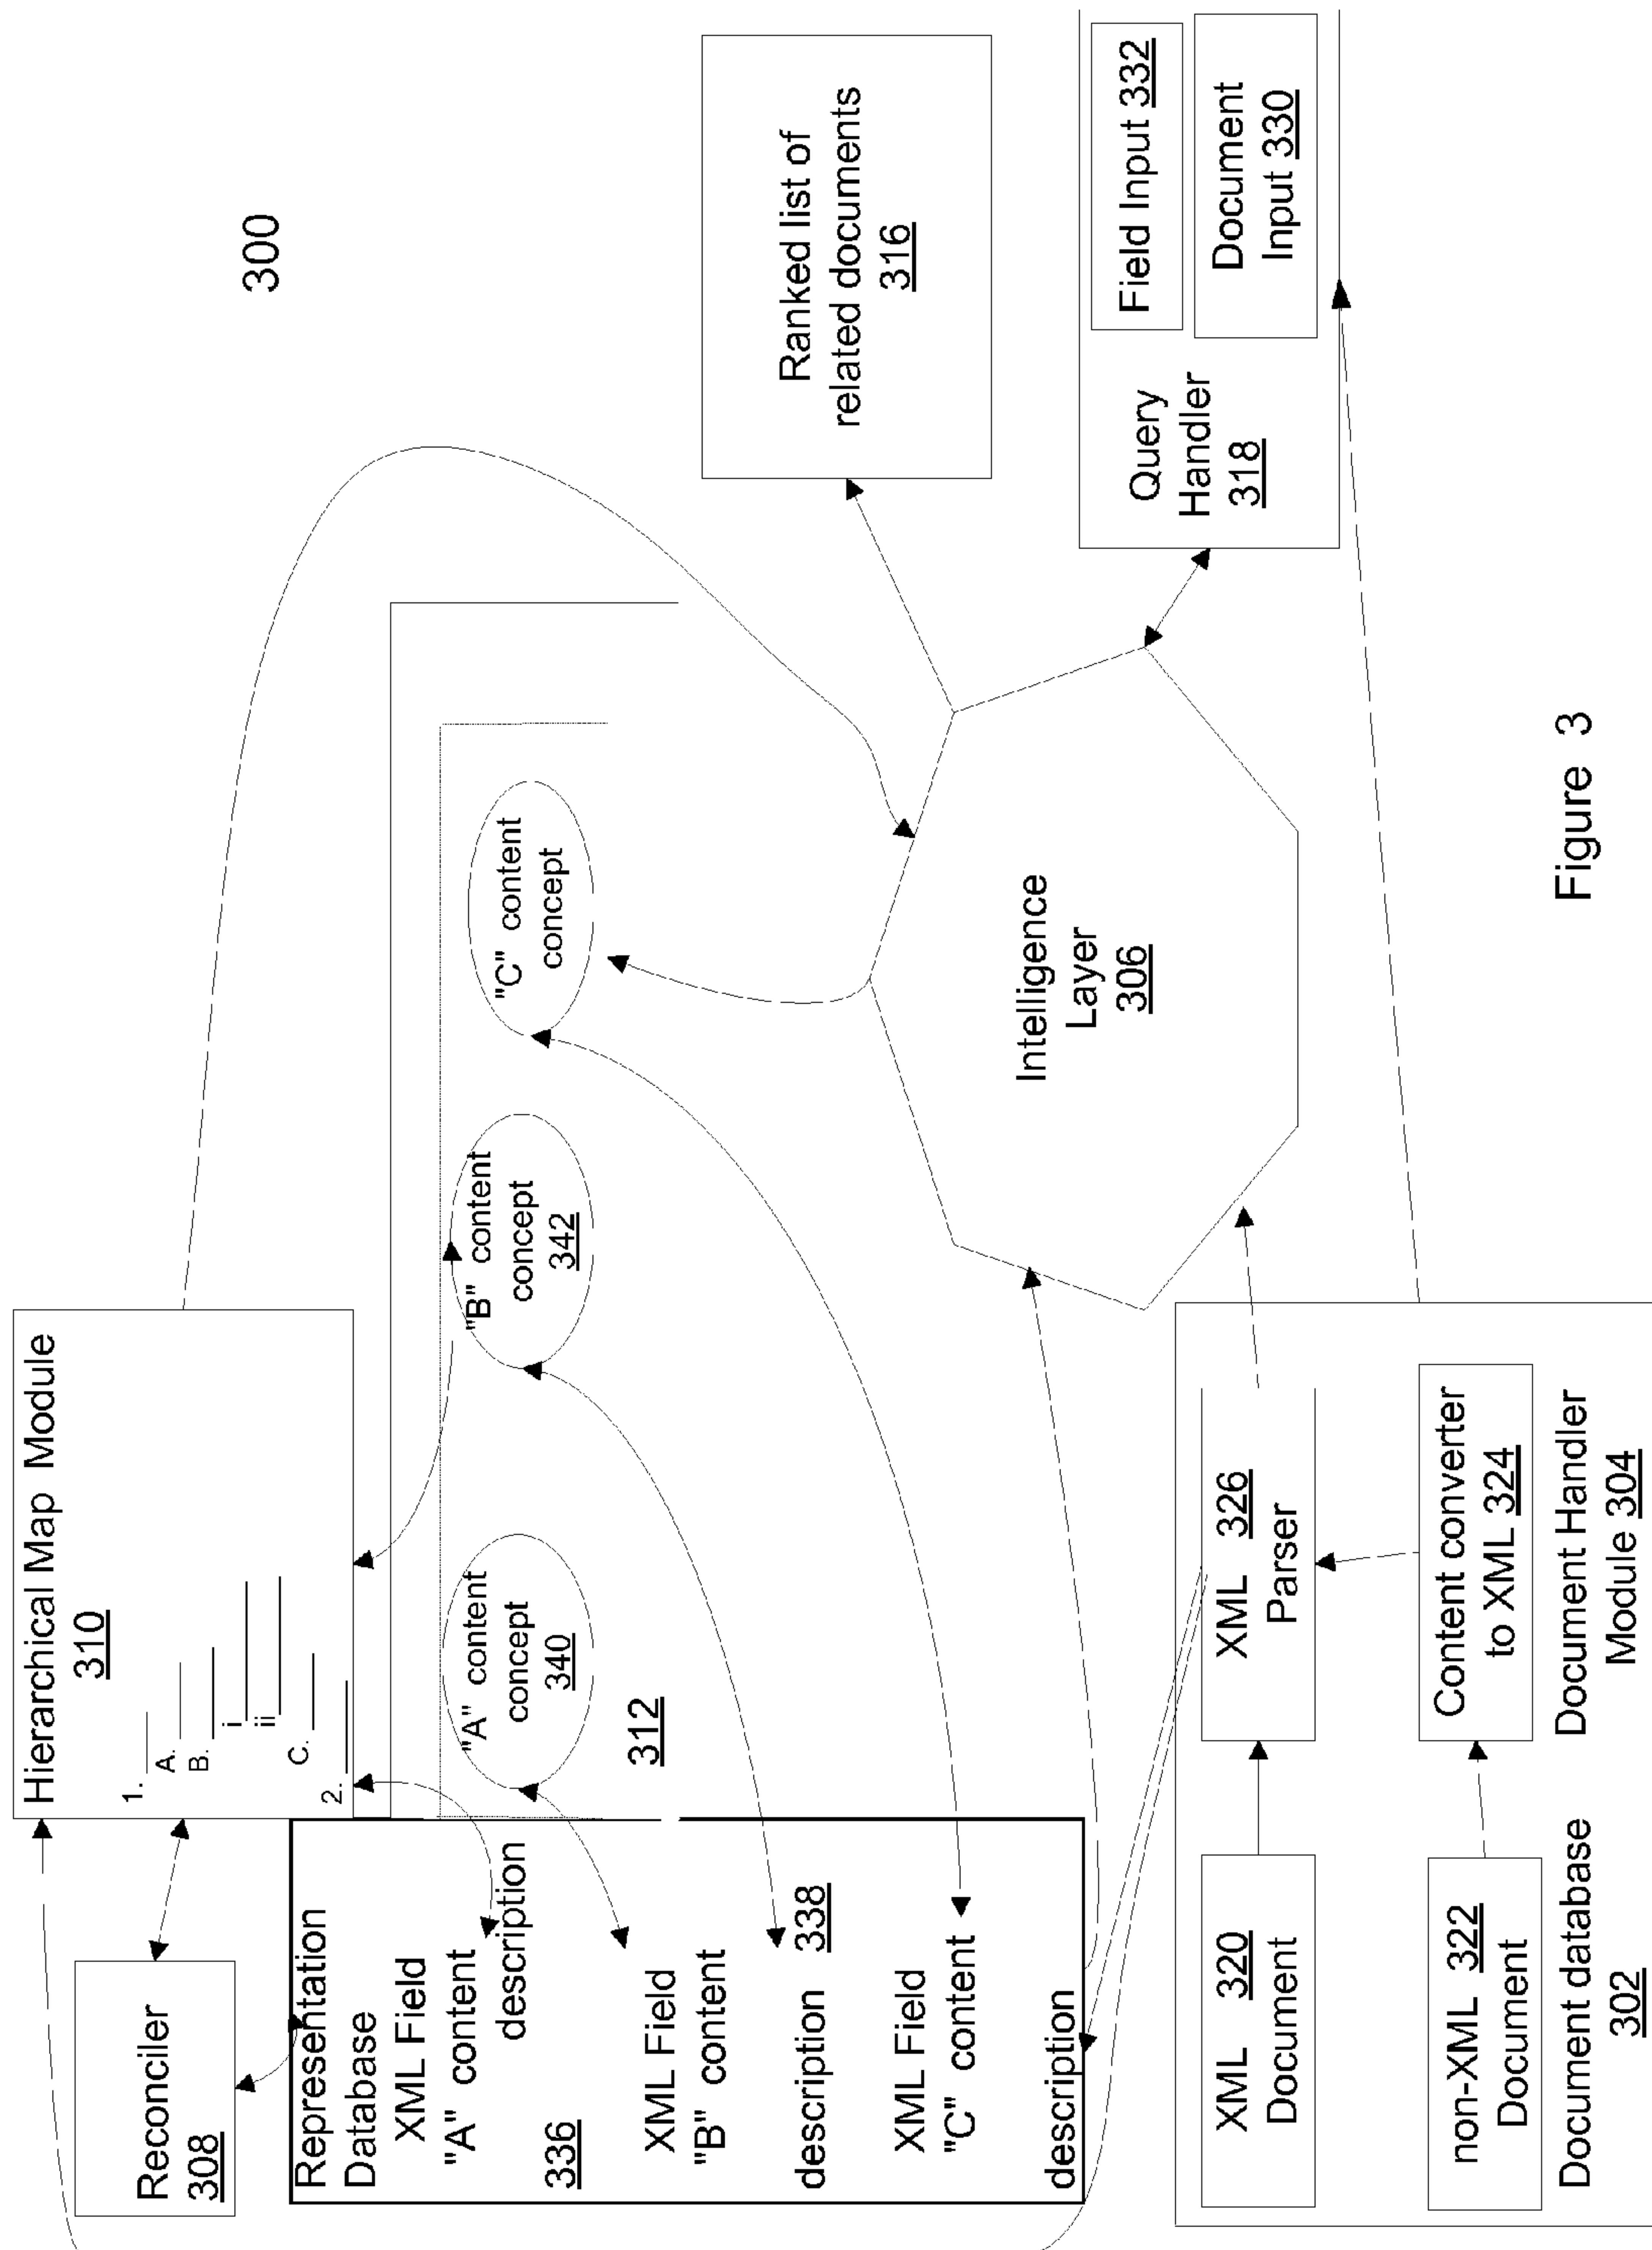 300
Hierarchical Map Module
310
1.
A.
B.
i
ii
C.
2.
Reconciler
308
Representation
Database
XML Field
"A" content
description
336
XML Field
"B" content
description 338
XML Field
"C" content
description
"A" content
concept
340
"B" content
concept
342
"C" content
concept
312
Ranked list of
related documents
316
Intelligence
Layer
306
Query
Handler
318
Field Input 332
Document
Input 330
XML 320
Document
non-XML 322
Document
Document database
302
XML 326
Parser
Content converter
to XML 324
Document Handler
Module 304
Figure 3